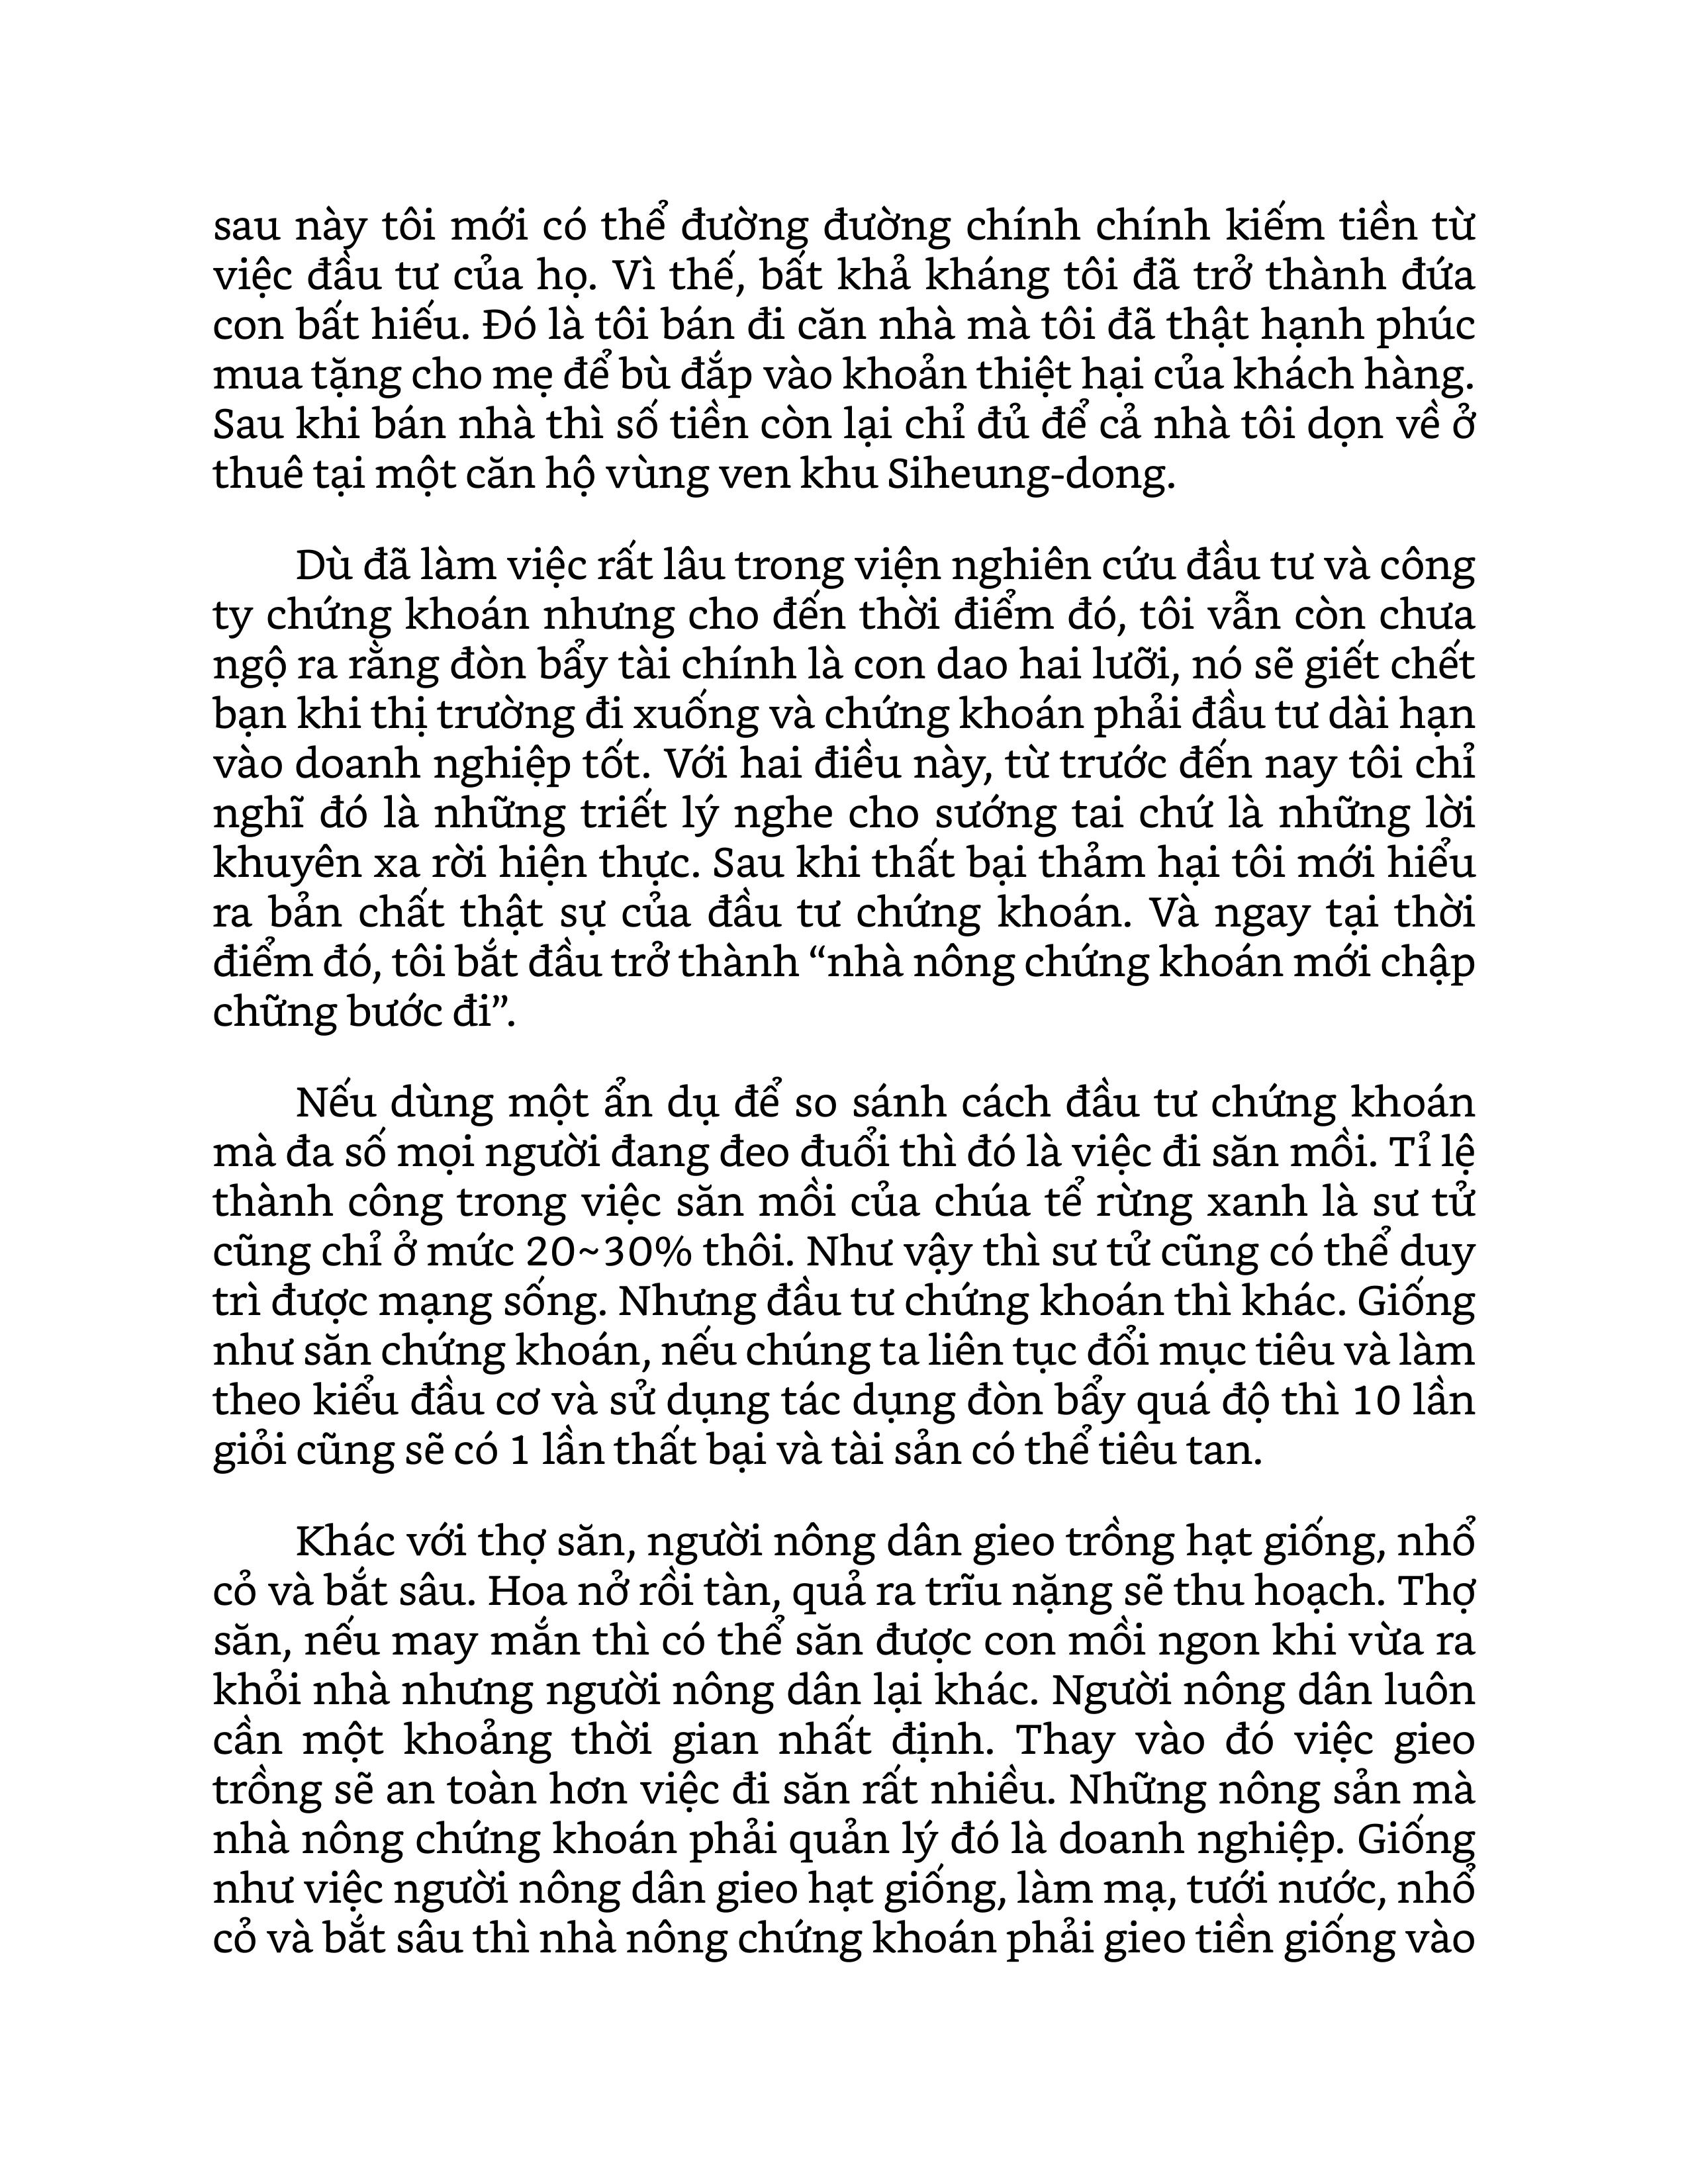 sau này tôi mới có thể đường đường chính chính kiếm tiền từ
việc đầu tư của họ. Vì thế, bất khả kháng tôi đã trở thành đứa
con bất hiếu. Đó là tôi bán đi căn nhà mà tôi đã thật hạnh phúc
mua tặng cho mẹ để bù đắp vào khoản thiệt hại của khách hàng.
Sau khi bán nhà thì số tiền còn lại chỉ đủ để cả nhà tôi dọn về ở
thuê tại một căn hộ vùng ven khu Siheung-dong.
Dù đã làm việc rất lâu trong viện nghiên cứu đầu tư và công
ty chứng khoán nhưng cho đến thời điểm đó, tôi vẫn còn chưa
ngộ ra rằng đòn bẩy tài chính là con dao hai lưỡi, nó sẽ giết chết
bạn khi thị trường đi xuống và chứng khoán phải đầu tư dài hạn
vào doanh nghiệp tốt. Với hai điều này, từ trước đến nay tôi chỉ
nghĩ đó là những triết lý nghe cho sướng tai chứ là những lời
khuyên xa rời hiện thực. Sau khi thất bại thảm hại tôi mới hiểu
ra bản chất thật sự của đầu tư chứng khoán. Và ngay tại thời
điểm đó, tôi bắt đầu trở thành “nhà nông chứng khoán mới chập
chững bước đi”.
Nếu dùng một ẩn dụ để so sánh cách đầu tư chứng khoán
mà đa số mọi người đang đeo đuổi thì đó là việc đi săn mồi. Tỉ lệ
thành công trong việc săn mồi của chúa tể rừng xanh là sư tử
cũng chỉ ở mức 20~30% thôi. Như vậy thì sư tử cũng có thể duy
trì được mạng sống. Nhưng đầu tư chứng khoán thì khác. Giống
như săn chứng khoán, nếu chúng ta liên tục đổi mục tiêu và làm
theo kiểu đầu cơ và sử dụng tác dụng đòn bẩy quá độ thì 10 lần
giỏi cũng sẽ có 1 lần thất bại và tài sản có thể tiêu tan.
Khác với thợ săn, người nông dân gieo trồng hạt giống, nhổ
cỏ và bắt sâu. Hoa nở rồi tàn, quả ra trĩu nặng sẽ thu hoạch. Thợ
săn, nếu may mắn thì có thể săn được con mồi ngon khi vừa ra
khỏi nhà nhưng người nông dân lại khác. Người nông dân luôn
cần một khoảng thời gian nhất định. Thay vào đó việc gieo
trồng sẽ an toàn hơn việc đi săn rất nhiều. Những nông sản mà
nhà nông chứng khoán phải quản lý đó là doanh nghiệp. Giống
như việc người nông dân gieo hạt giống, làm mạ, tưới nước, nhổ
cỏ và bắt sâu thì nhà nông chứng khoán phải gieo tiền giống vào